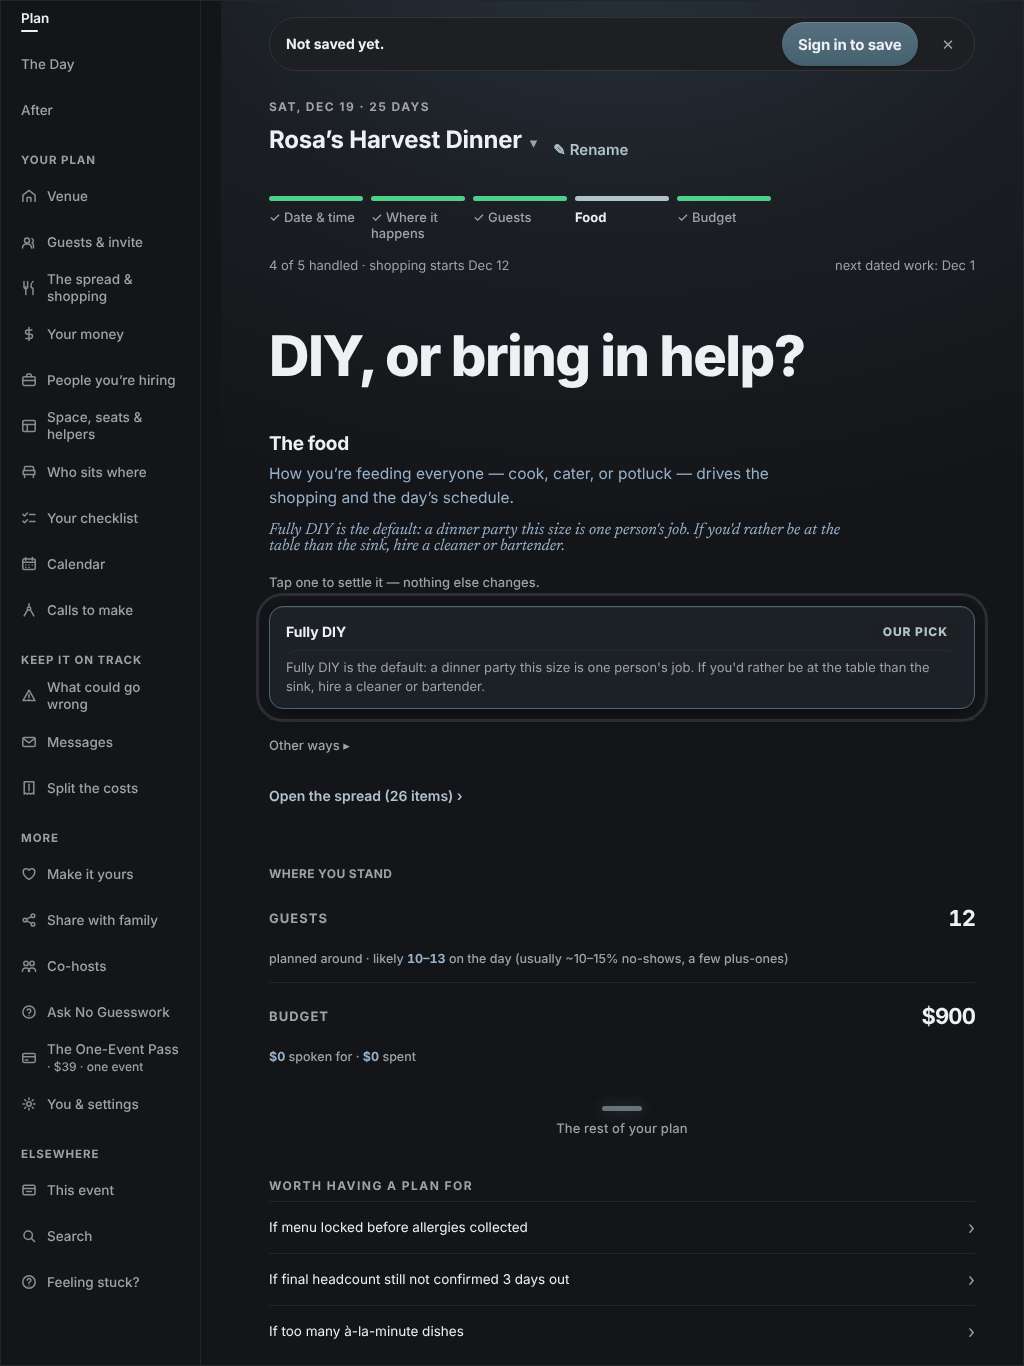 Plan
The Day
After
YOUR PLAN
Venue
Guests & invite
The spread &
shopping
Your money
People you’re hiring
Space, seats &
helpers
Who sits where
Your checklist
Calendar
Calls to make
KEEP IT ON TRACK
What could go
wrong
Messages
Split the costs
MORE
Make it yours
Share with family
Co-hosts
Ask No Guesswork
The One-Event Pass
· $39 · one event
You & settings
ELSEWHERE
This event
Search
Feeling stuck?
Not saved yet.
Sign in to save ×
SAT, DEC 19 · 25 DAYS
Rosa’s Harvest Dinner ▾ ✎ Rename
✓ Date & time
✓ Where it
happens
✓ Guests
Food
✓ Budget
4 of 5 handled · shopping starts Dec 12
next dated work: Dec 1
DIY, or bring in help?
The food
How you’re feeding everyone — cook, cater, or potluck — drives the
shopping and the day’s schedule.
Fully DIY is the default: a dinner party this size is one person's job. If you'd rather be at the
table than the sink, hire a cleaner or bartender.
Tap one to settle it — nothing else changes.
Fully DIY
OUR PICK
Fully DIY is the default: a dinner party this size is one person's job. If you'd rather be at the table than the
sink, hire a cleaner or bartender.
Other ways ▸
Open the spread (26 items) ›
WHERE YOU STAND
GUESTS
12
planned around · likely 10–13 on the day (usually ~10–15% no-shows, a few plus-ones)
BUDGET
$900
$0 spoken for · $0 spent
The rest of your plan
WORTH HAVING A PLAN FOR
If menu locked before allergies collected ›
If final headcount still not confirmed 3 days out ›
If too many à-la-minute dishes ›